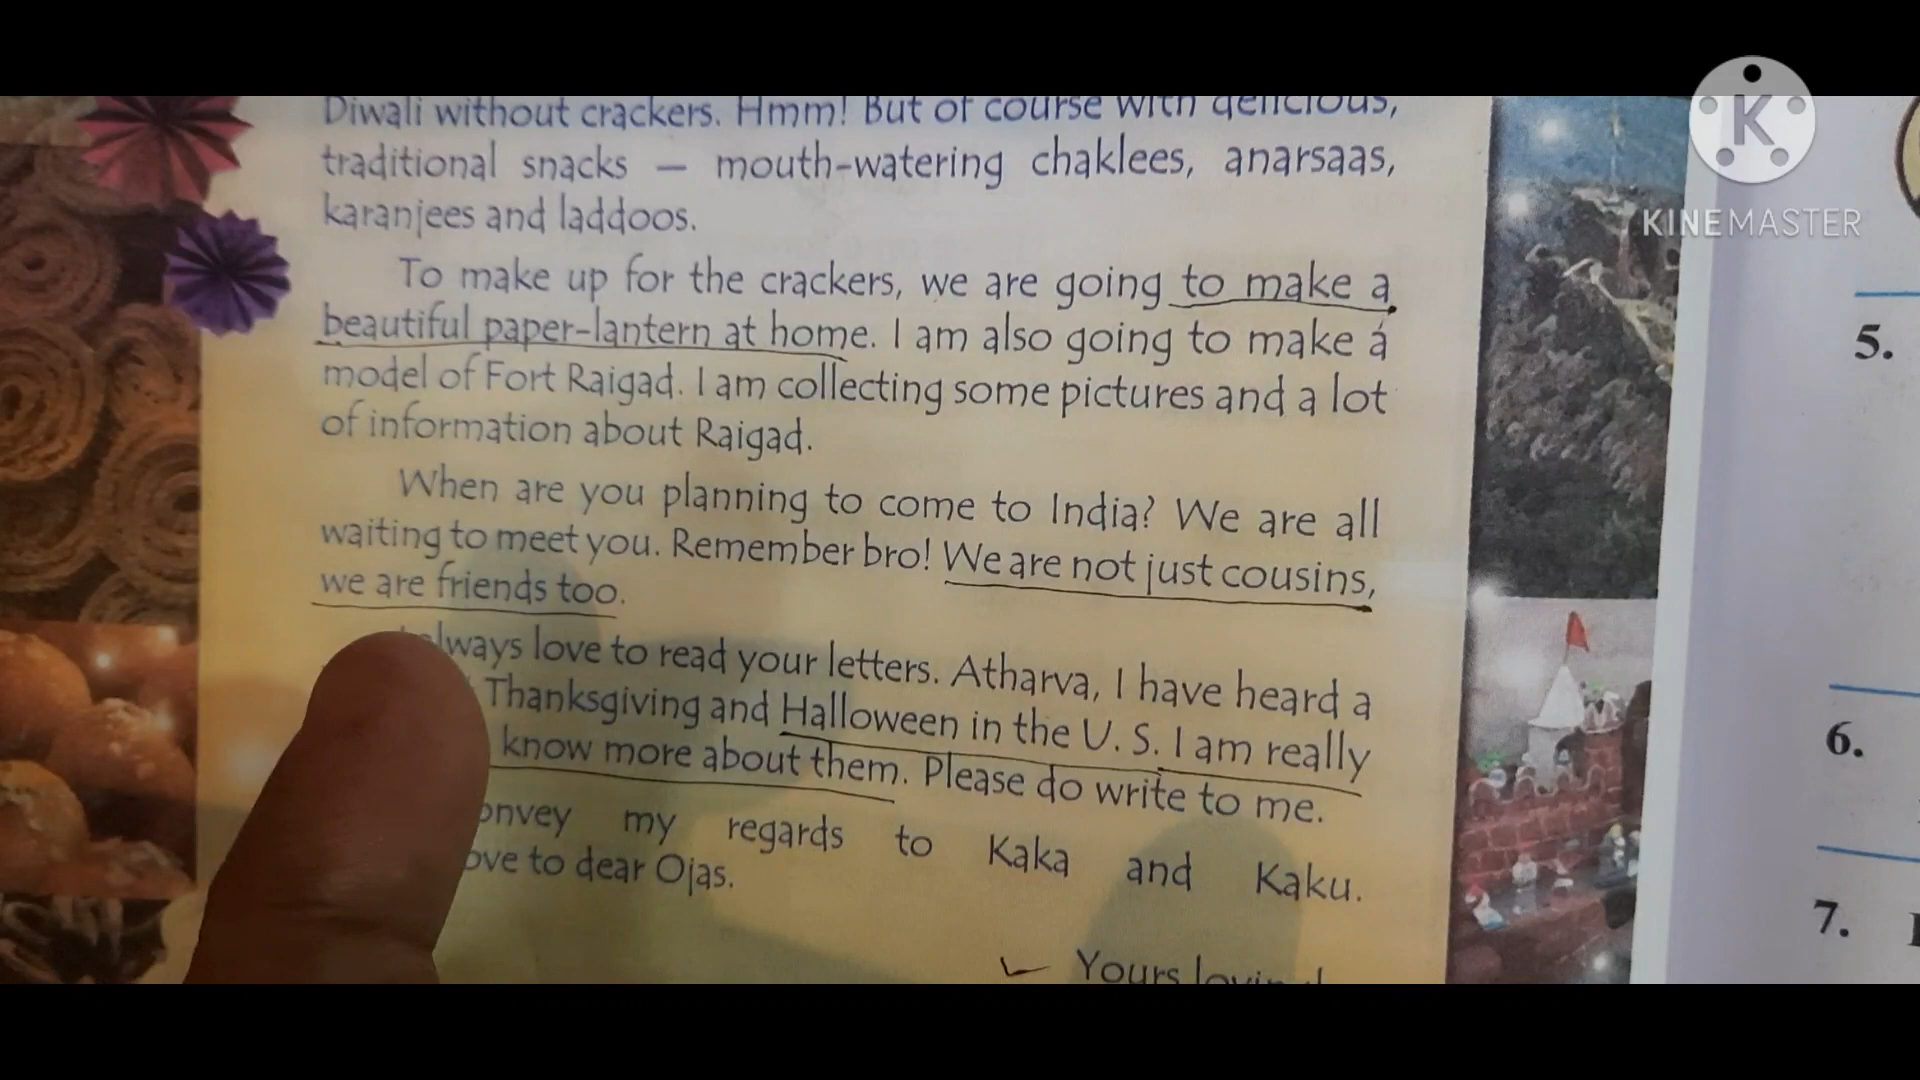 Diwali without crackers. Hmm! But of course with delicious,
traditional snacks — mouth-watering chaklees, anarsaas,
karanjees and laddoos.
To make up for the crackers, we are going to make a
beautiful paper-lantern at home. I am also going to make a
model of Fort Raigad. I am collecting some pictures and a lot
of information about Raigad.
When are you planning to come to India? We are all
waiting to meet you. Remember bro! We are not just cousins,
we are friends too.
always love to read your letters. Atharva, I have heard a
Thanksgiving and Halloween in the U. S. I am really
know more about them. Please do write to me.
my regards to Kaka and Kaku.
to dear Ojas.
Yours
K
KINEMASTER
5.
6.
7.